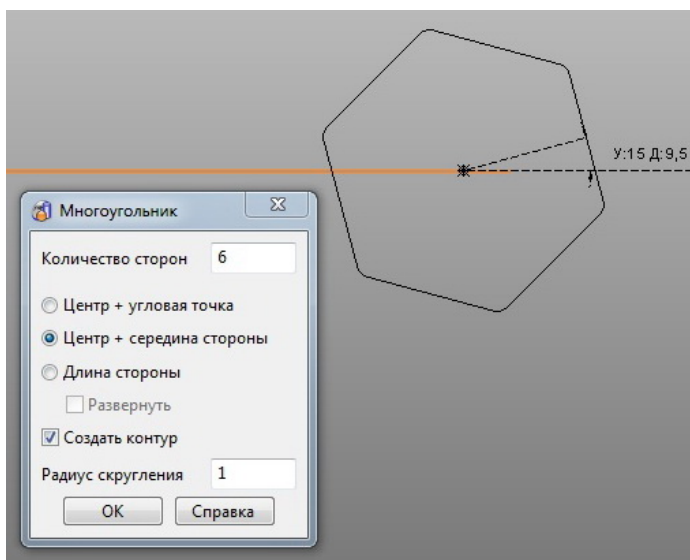 У:15 Д:9,5
Многоугольник
Количество сторон 6
Центр + угловая точка
Центр + середина стороны
Длина стороны
Развернуть
Создать контур
Радиус скругления 1
ОК Справка